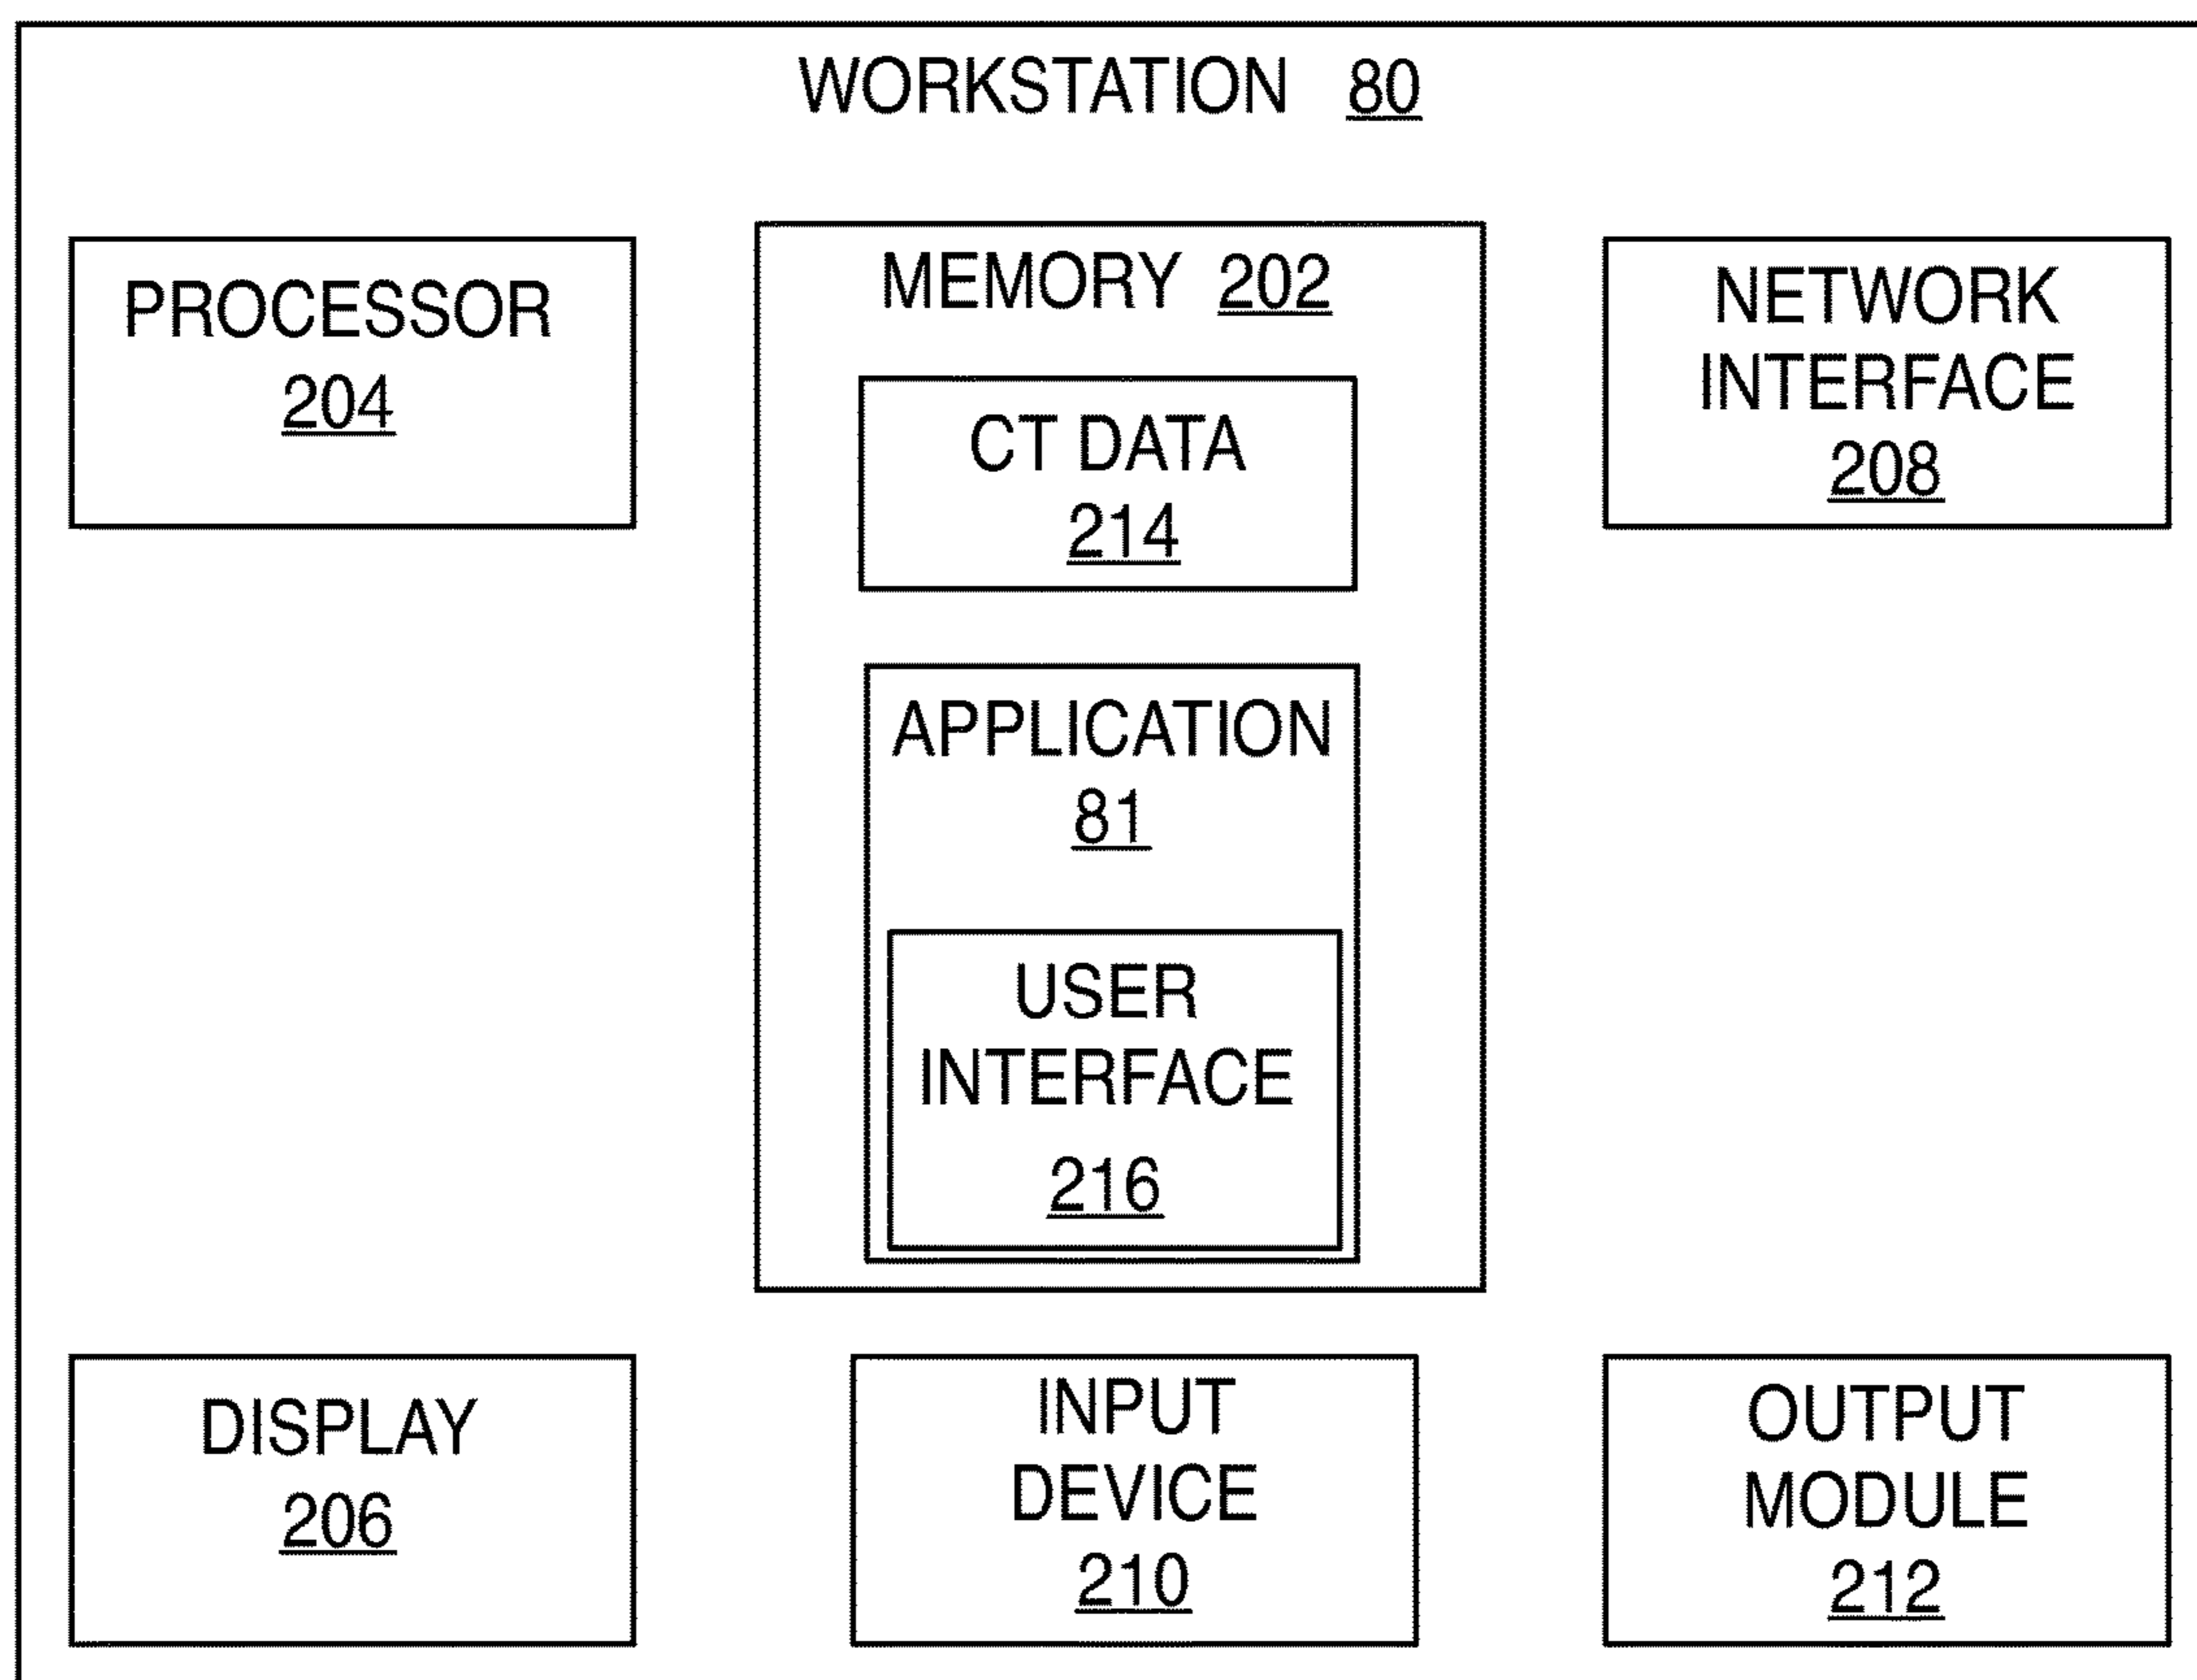 WORKSTATION 80
PROCESSOR
204
MEMORY 202
CT DATA
214
APPLICATION
81
USER
INTERFACE
216
NETWORK
INTERFACE
208
DISPLAY
206
INPUT
DEVICE
210
OUTPUT
MODULE
212